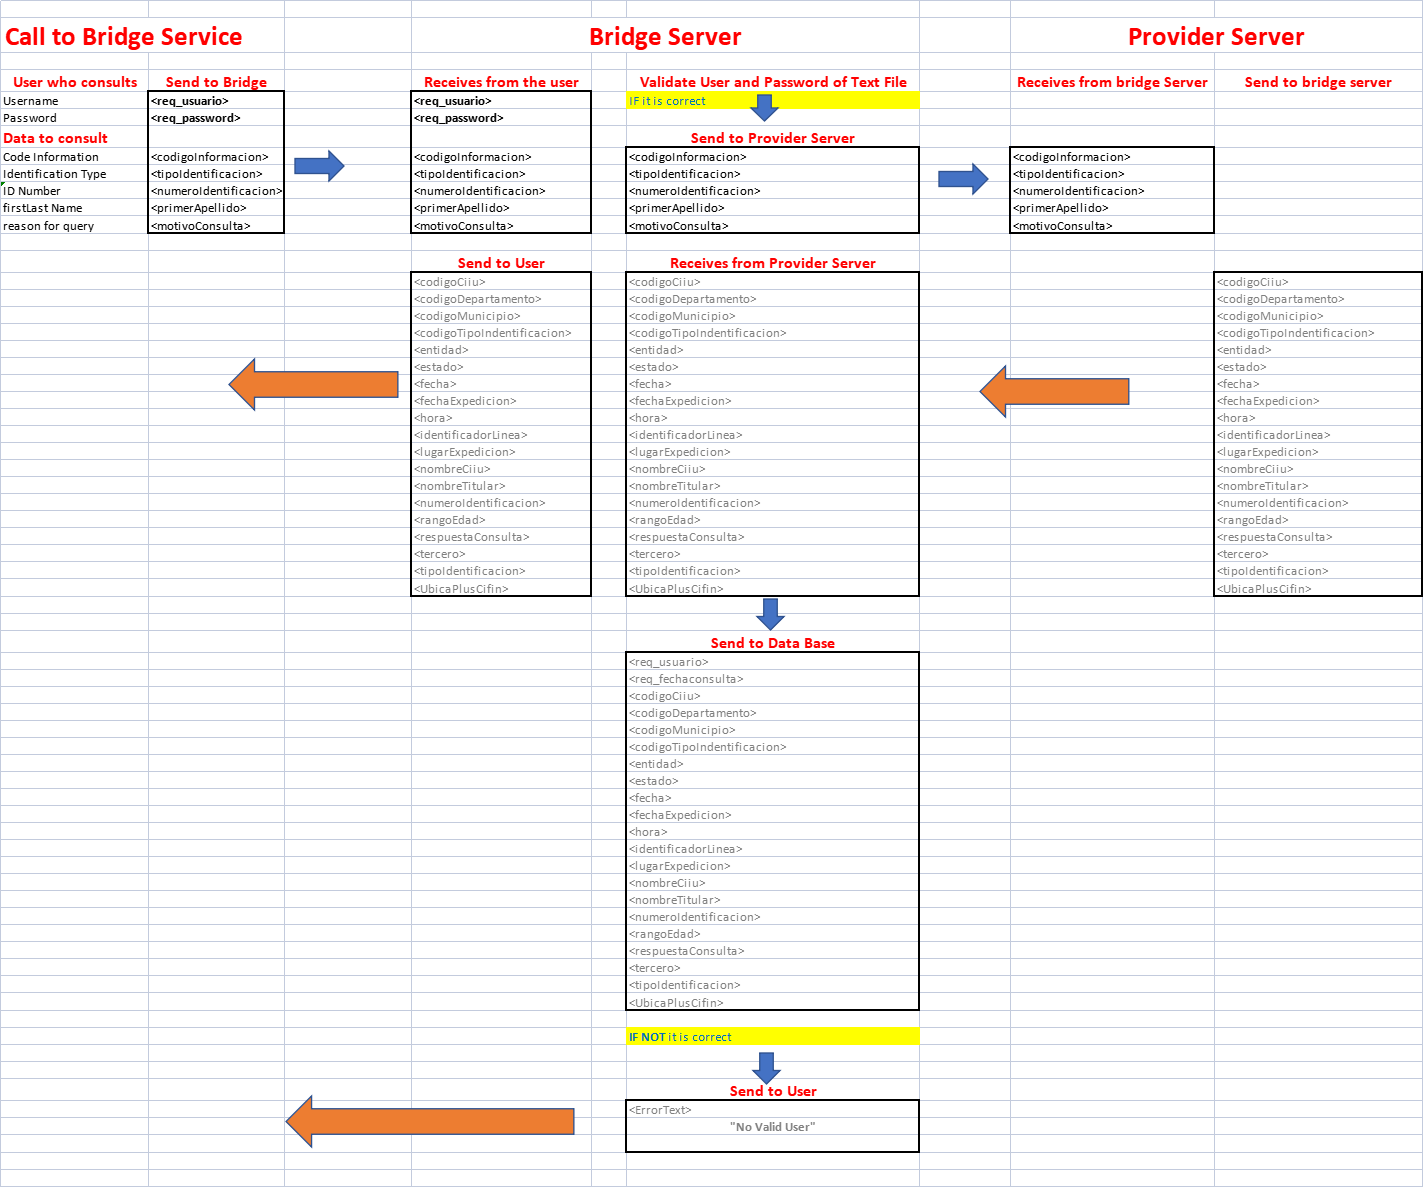 Call to Bridge Service Bridge Server Provider Server
User who consults Send to Bridge Receives from the user Validate User and Password of Text File Receives from bridge Server Send to bridge server
Username <req_usuario> <req_usuario> IF it is correct
Password <req_password> <req_password>
Data to consult Send to Provider Server
Code Information <codigoInformacion> <codigoInformacion> <codigoInformacion> <codigoInformacion>
Identification Type <tipoIdentificacion> <tipoIdentificacion> <tipoIdentificacion> <tipoIdentificacion>
ID Number <numeroIdentificacion> <numeroIdentificacion> <numeroIdentificacion> <numeroIdentificacion>
firstLast Name <primerApellido> <primerApellido> <primerApellido> <primerApellido>
reason for query <motivoConsulta> <motivoConsulta> <motivoConsulta> <motivoConsulta>
Send to User Receives from Provider Server
<codigoCiiu> <codigoCiiu> <codigoCiiu>
<codigoDepartamento> <codigoDepartamento> <codigoDepartamento>
<codigoMunicipio> <codigoMunicipio> <codigoMunicipio>
<codigoTipoIndentificacion> <codigoTipoIndentificacion> <codigoTipoIndentificacion>
<entidad> <entidad> <entidad>
<estado> <estado> <estado>
<fecha> <fecha> <fecha>
<fechaExpedicion> <fechaExpedicion> <fechaExpedicion>
<hora> <hora> <hora>
<identificadorLinea> <identificadorLinea> <identificadorLinea>
<lugarExpedicion> <lugarExpedicion> <lugarExpedicion>
<nombreCiiu> <nombreCiiu> <nombreCiiu>
<nombreTitular> <nombreTitular> <nombreTitular>
<numeroIdentificacion> <numeroIdentificacion> <numeroIdentificacion>
<rangoEdad> <rangoEdad> <rangoEdad>
<respuestaConsulta> <respuestaConsulta> <respuestaConsulta>
<tercero> <tercero> <tercero>
<tipoIdentificacion> <tipoIdentificacion> <tipoIdentificacion>
<UbicaPlusCifin> <UbicaPlusCifin> <UbicaPlusCifin>
Send to Data Base
<req_usuario>
<req_fechaconsulta>
<codigoCiiu>
<codigoDepartamento>
<codigoMunicipio>
<codigoTipoIndentificacion>
<entidad>
<estado>
<fecha>
<fechaExpedicion>
<hora>
<identificadorLinea>
<lugarExpedicion>
<nombreCiiu>
<nombreTitular>
<numeroIdentificacion>
<rangoEdad>
<respuestaConsulta>
<tercero>
<tipoIdentificacion>
<UbicaPlusCifin>
IF NOT it is correct
Send to User
<ErrorText>
"No Valid User"